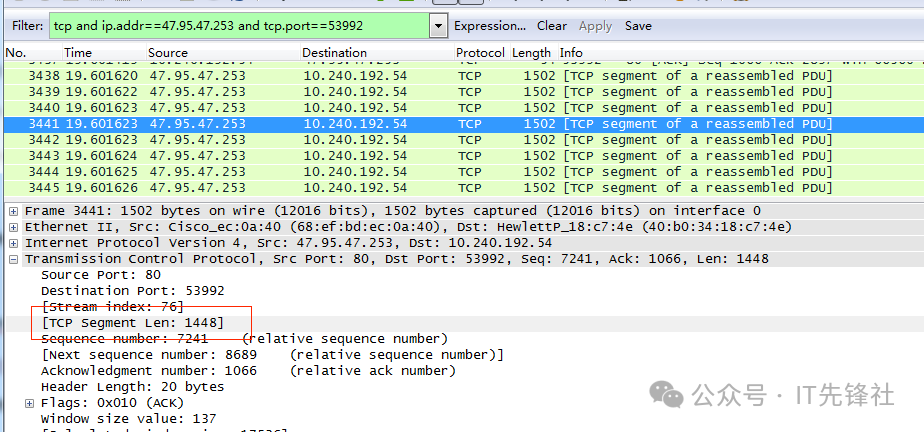 Filter: tcp and ip.addr==47.95.47.253 and tcp.port==53992 Expression... Clear Apply Save
No. Time Source Destination Protocol Length Info
3438 19.601620 47.95.47.253 10.240.192.54 TCP 1502 [TCP segment of a reassembled PDU]
3439 19.601622 47.95.47.253 10.240.192.54 TCP 1502 [TCP segment of a reassembled PDU]
3440 19.601623 47.95.47.253 10.240.192.54 TCP 1502 [TCP segment of a reassembled PDU]
3441 19.601623 47.95.47.253 10.240.192.54 TCP 1502 [TCP segment of a reassembled PDU]
3442 19.601623 47.95.47.253 10.240.192.54 TCP 1502 [TCP segment of a reassembled PDU]
3443 19.601624 47.95.47.253 10.240.192.54 TCP 1502 [TCP segment of a reassembled PDU]
3444 19.601625 47.95.47.253 10.240.192.54 TCP 1502 [TCP segment of a reassembled PDU]
3445 19.601626 47.95.47.253 10.240.192.54 TCP 1502 [TCP segment of a reassembled PDU]
Frame 3441: 1502 bytes on wire (12016 bits), 1502 bytes captured (12016 bits) on interface 0
Ethernet II, Src: Cisco_ec:0a:40 (68:ef:bd:ec:0a:40), Dst: HewlettP_18:c7:4e (40:b0:34:18:c7:4e)
Internet Protocol Version 4, Src: 47.95.47.253, Dst: 10.240.192.54
Transmission Control Protocol, Src Port: 80, Dst Port: 53992, Seq: 7241, Ack: 1066, Len: 1448
Source Port: 80
Destination Port: 53992
[Stream index: 76]
[TCP Segment Len: 1448]
Sequence number: 7241 (relative sequence number)
[Next sequence number: 8689 (relative sequence number)]
Acknowledgment number: 1066 (relative ack number)
Header Length: 20 bytes
Flags: 0x010 (ACK)
Window size value: 137
公众号 · IT先锋社